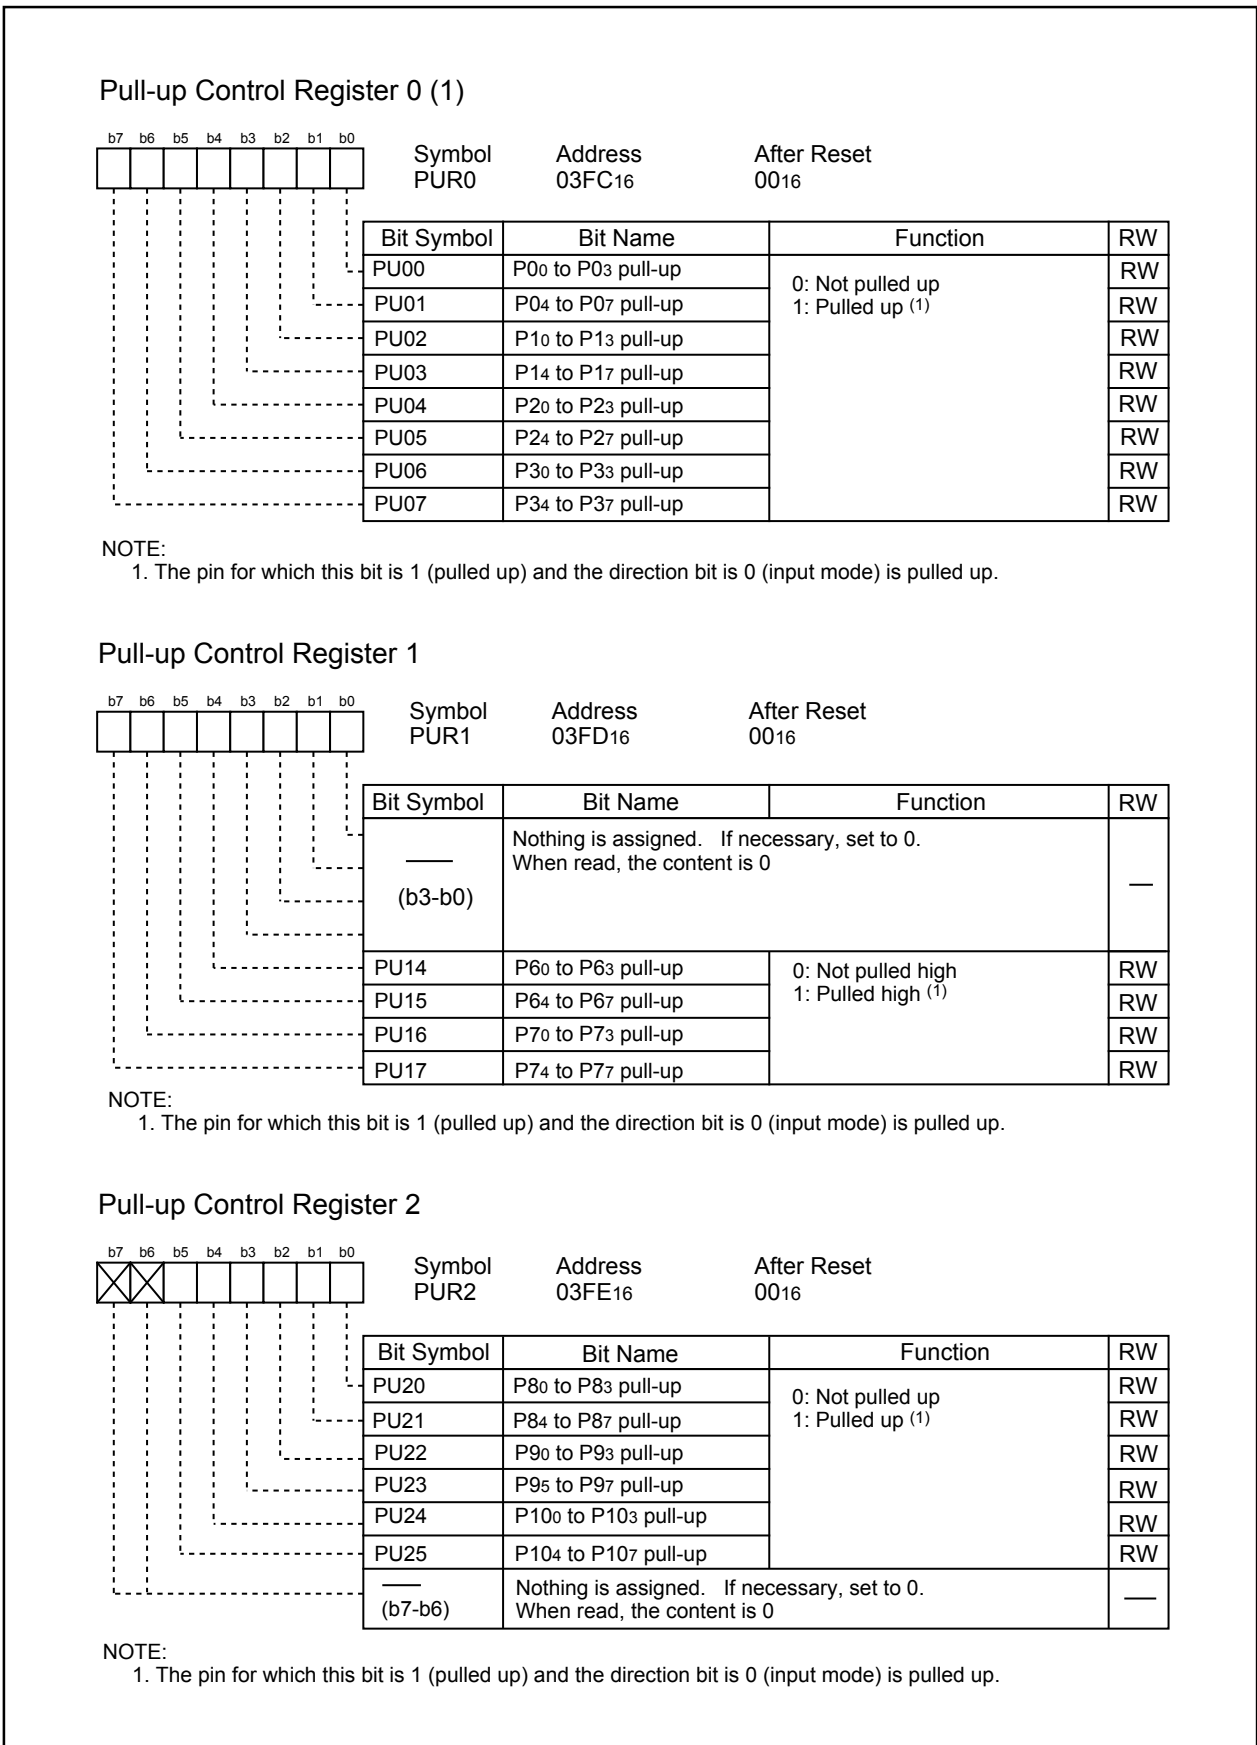 Pull-up Control Register 0 (1)
b7 b6 b5 b4 b3 b2 b1 b0
Symbol Address After Reset
PUR0 03FC16 0016
Bit Symbol Bit Name Function RW
PU00 P00 to P03 pull-up 0: Not pulled up RW
PU01 P04 to P07 pull-up 1: Pulled up (1) RW
PU02 P10 to P13 pull-up RW
PU03 P14 to P17 pull-up RW
PU04 P20 to P23 pull-up RW
PU05 P24 to P27 pull-up RW
PU06 P30 to P33 pull-up RW
PU07 P34 to P37 pull-up RW
NOTE:
1. The pin for which this bit is 1 (pulled up) and the direction bit is 0 (input mode) is pulled up.
Pull-up Control Register 1
b7 b6 b5 b4 b3 b2 b1 b0
Symbol Address After Reset
PUR1 03FD16 0016
Bit Symbol Bit Name Function RW
Nothing is assigned. If necessary, set to 0.
When read, the content is 0
(b3-b0)
PU14 P60 to P63 pull-up 0: Not pulled high RW
PU15 P64 to P67 pull-up 1: Pulled high (1) RW
PU16 P70 to P73 pull-up RW
PU17 P74 to P77 pull-up RW
NOTE:
1. The pin for which this bit is 1 (pulled up) and the direction bit is 0 (input mode) is pulled up.
Pull-up Control Register 2
b7 b6 b5 b4 b3 b2 b1 b0
Symbol Address After Reset
PUR2 03FE16 0016
Bit Symbol Bit Name Function RW
PU20 P80 to P83 pull-up 0: Not pulled up RW
PU21 P84 to P87 pull-up 1: Pulled up (1) RW
PU22 P90 to P93 pull-up RW
PU23 P95 to P97 pull-up RW
PU24 P100 to P103 pull-up RW
PU25 P104 to P107 pull-up RW
Nothing is assigned. If necessary, set to 0.
(b7-b6) When read, the content is 0
NOTE:
1. The pin for which this bit is 1 (pulled up) and the direction bit is 0 (input mode) is pulled up.